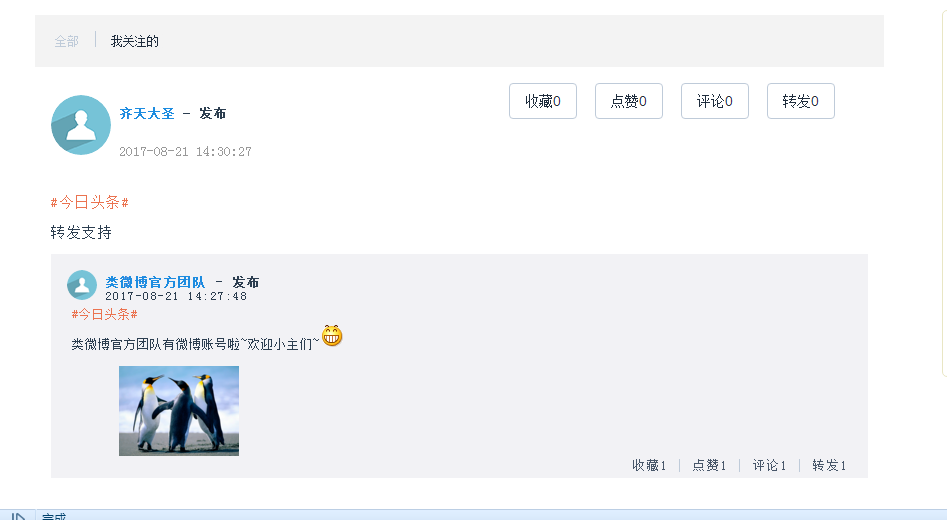 全部 我关注的
齐天大圣 - 发布
收藏0 点赞0 评论0 转发0
2017-08-21 14:30:27
#今日头条#
转发支持
类微博官方团队 - 发布
2017-08-21 14:27:48
#今日头条#
类微博官方团队有微博账号啦~欢迎小主们~
收藏1 点赞1 评论1 转发1
完成